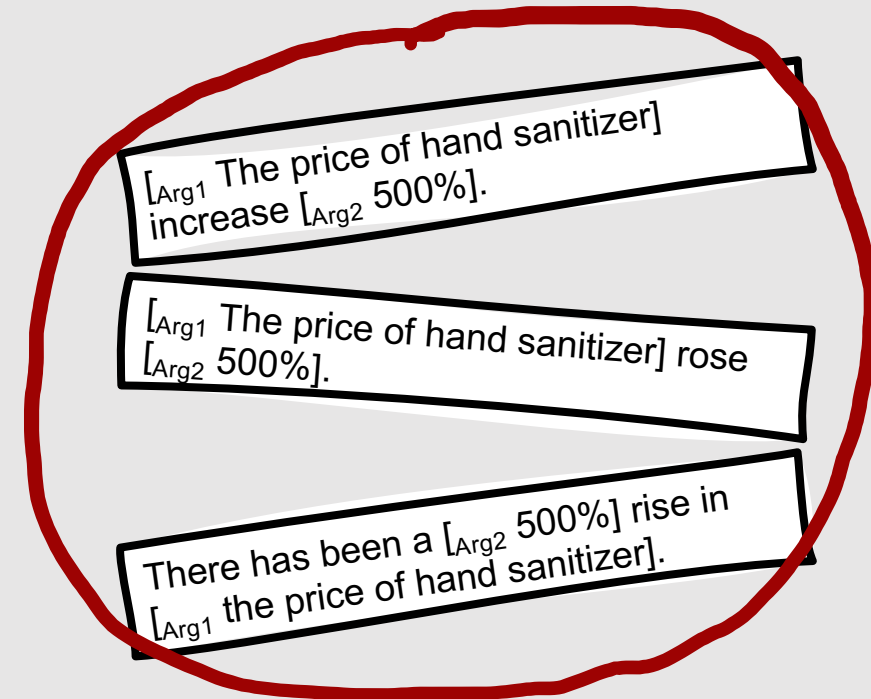 [Arg1 The price of hand sanitizer]
increase [Arg2 500%].
[Arg1 The price of hand sanitizer] rose
[Arg2 500%].
There has been a [Arg2 500%] rise in
[Arg1 the price of hand sanitizer].